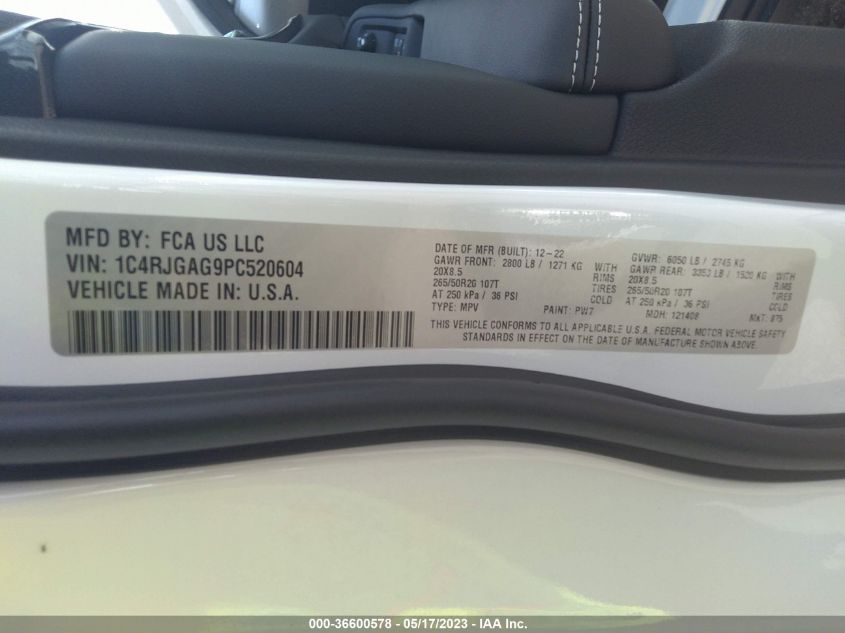 MFD BY: FCA US LLC
VIN: 1C4RJGAG9PC520604
VEHICLE MADE IN: U.S.A.
DATE OF MFR (BUILT): 12-22
GAWR FRONT: 2800 LB / 1271 KG WITH
20X8.5 RIMS
265/50R20 107T TIRES
AT 250 kPa / 36 PSI COLD
TYPE: MPV PAINT: PW7
GVWR: 6050 LB / 2745 KG
GAWR REAR: 3350 LB / 1520 KG WITH
20X8.5 RIMS
265/50R20 107T TIRES
AT 250 kPa / 36 PSI COLD
MDH: 121408 MKT: 875
THIS VEHICLE CONFORMS TO ALL APPLICABLE U.S.A. FEDERAL MOTOR VEHICLE SAFETY
STANDARDS IN EFFECT ON THE DATE OF MANUFACTURE SHOWN ABOVE.
000-36600578 - 05/17/2023 - IAA Inc.